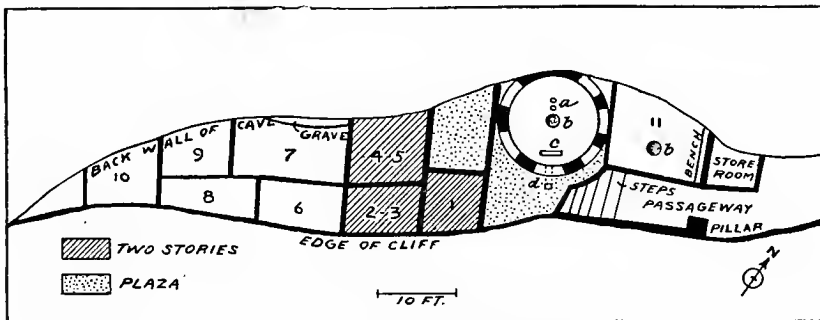 BACK WALL OF CAVE
GRAVE
10
9
7
4-5
8
6
2-3
1
a
b
c
d
11
b
BENCH
STORE
ROOM
STEPS
PASSAGEWAY
PILLAR
EDGE OF CLIFF
TWO STORIES
PLAZA
10 FT.
N